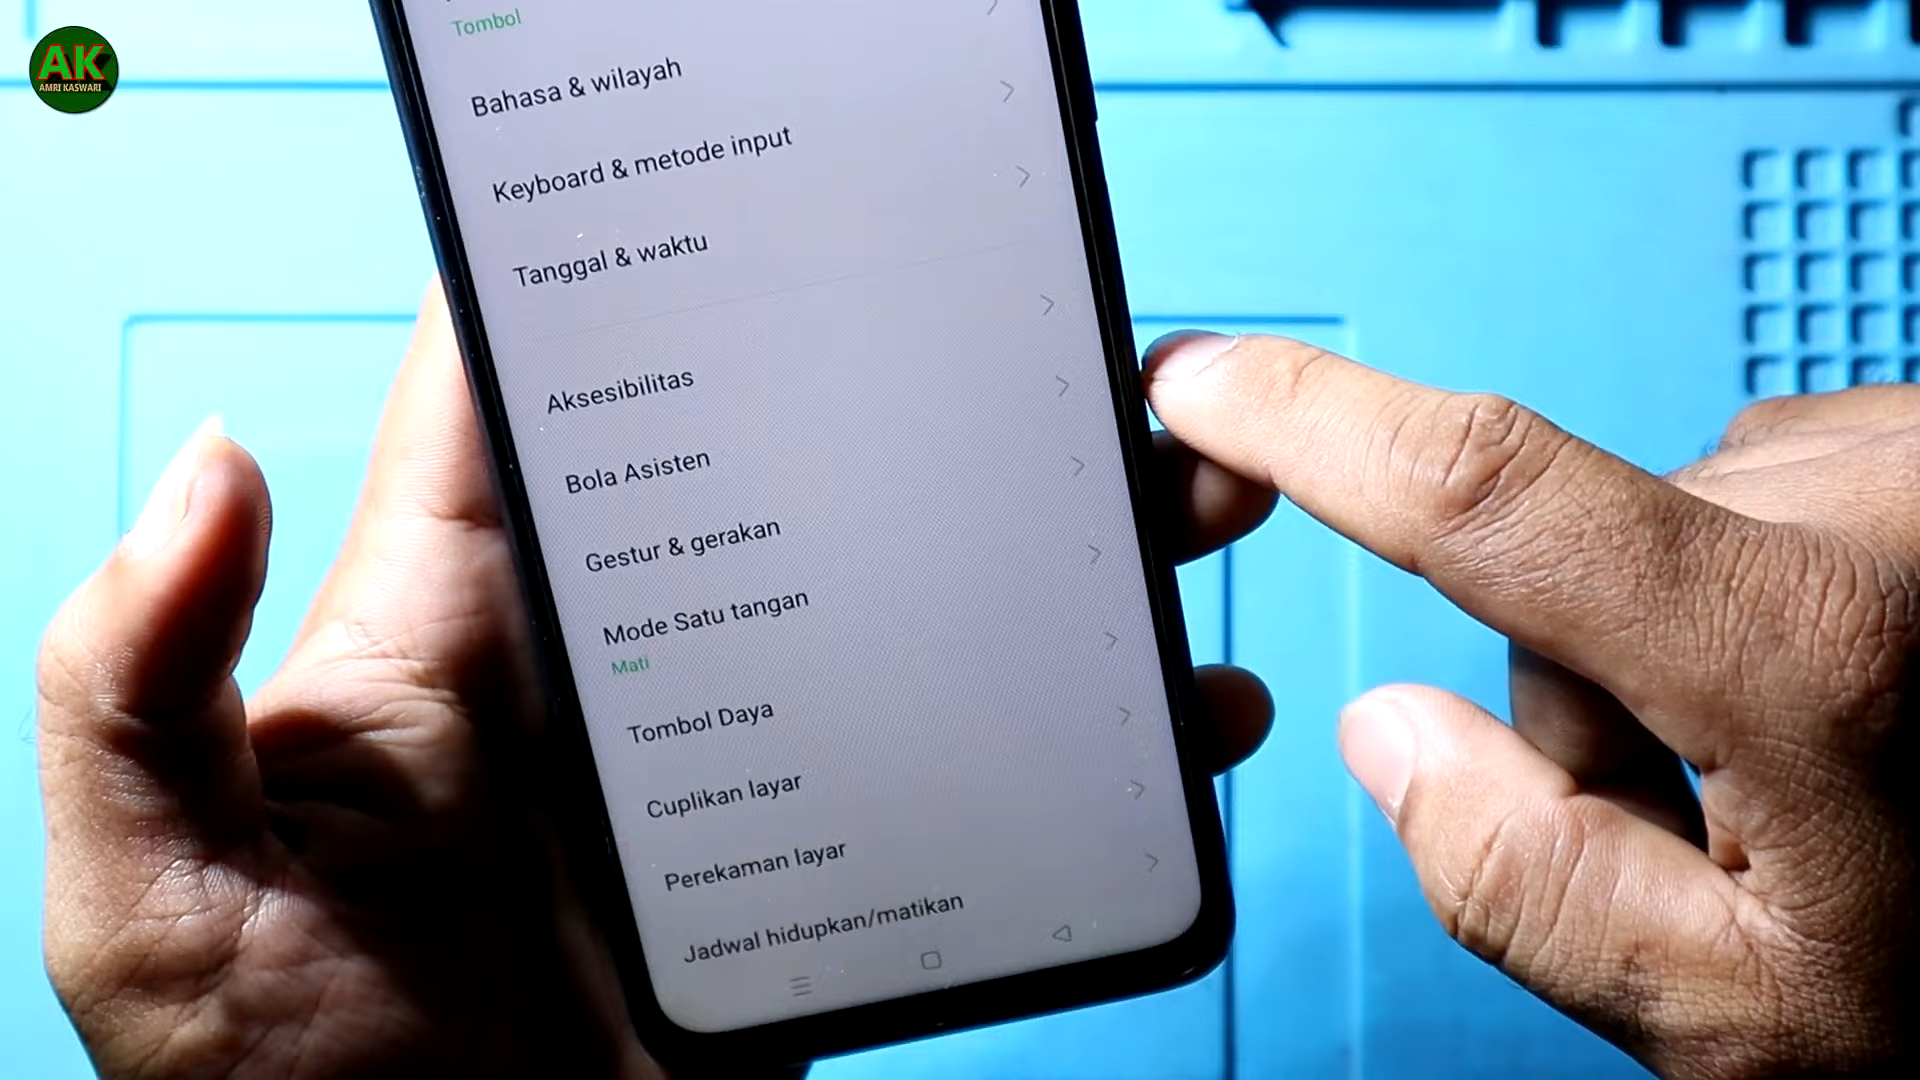 AK
AMRI KASWARI
Tombol
Bahasa & wilayah
Keyboard & metode input
Tanggal & waktu
Aksesibilitas
Bola Asisten
Gestur & gerakan
Mode Satu tangan
Mati
Tombol Daya
Cuplikan layar
Perekaman layar
Jadwal hidupkan/matikan